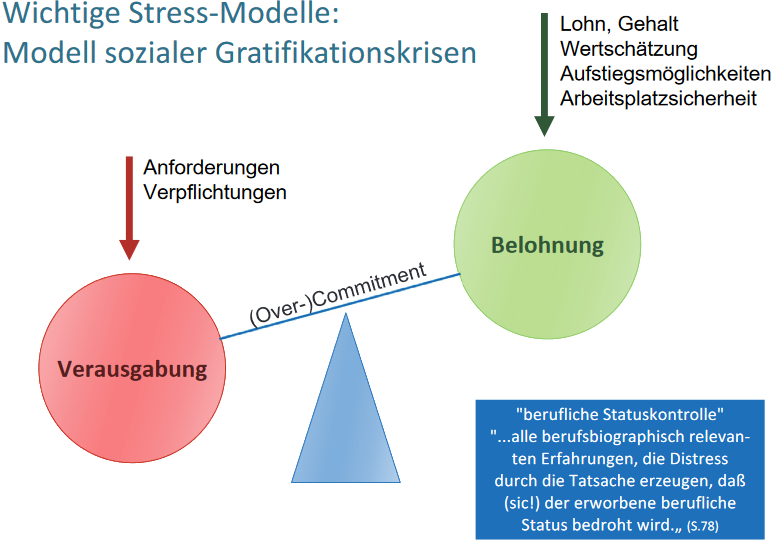 Wichtige Stress-Modelle:
Modell sozialer Gratifikationskrisen
Lohn, Gehalt
Wertschätzung
Aufstiegsmöglichkeiten
Arbeitsplatzsicherheit
Anforderungen
Verpflichtungen
Belohnung
(Over-)Commitment
Verausgabung
"berufliche Statuskontrolle"
"...alle berufsbiographisch relevan-
ten Erfahrungen, die Distress
durch die Tatsache erzeugen, daß
(sic!) der erworbene berufliche
Status bedroht wird.„ (S.78)